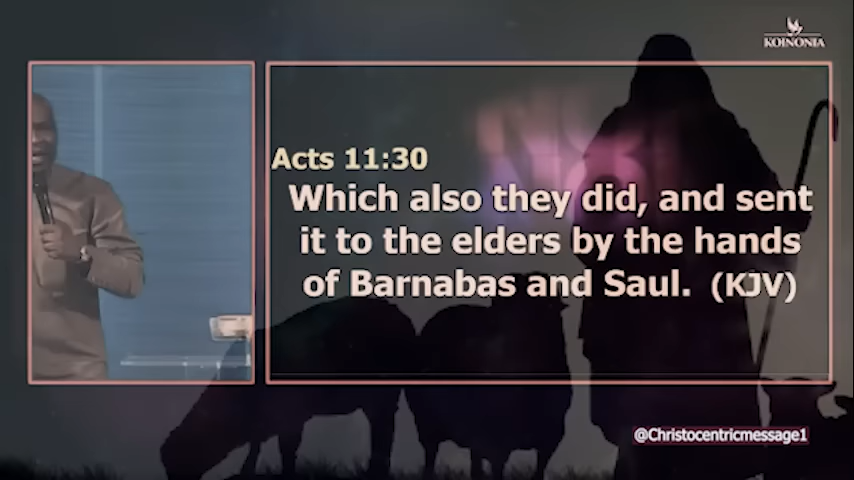 KOINONIA
Acts 11:30
Which also they did, and sent
it to the elders by the hands
of Barnabas and Saul. (KJV)
@Christocentricmessage1